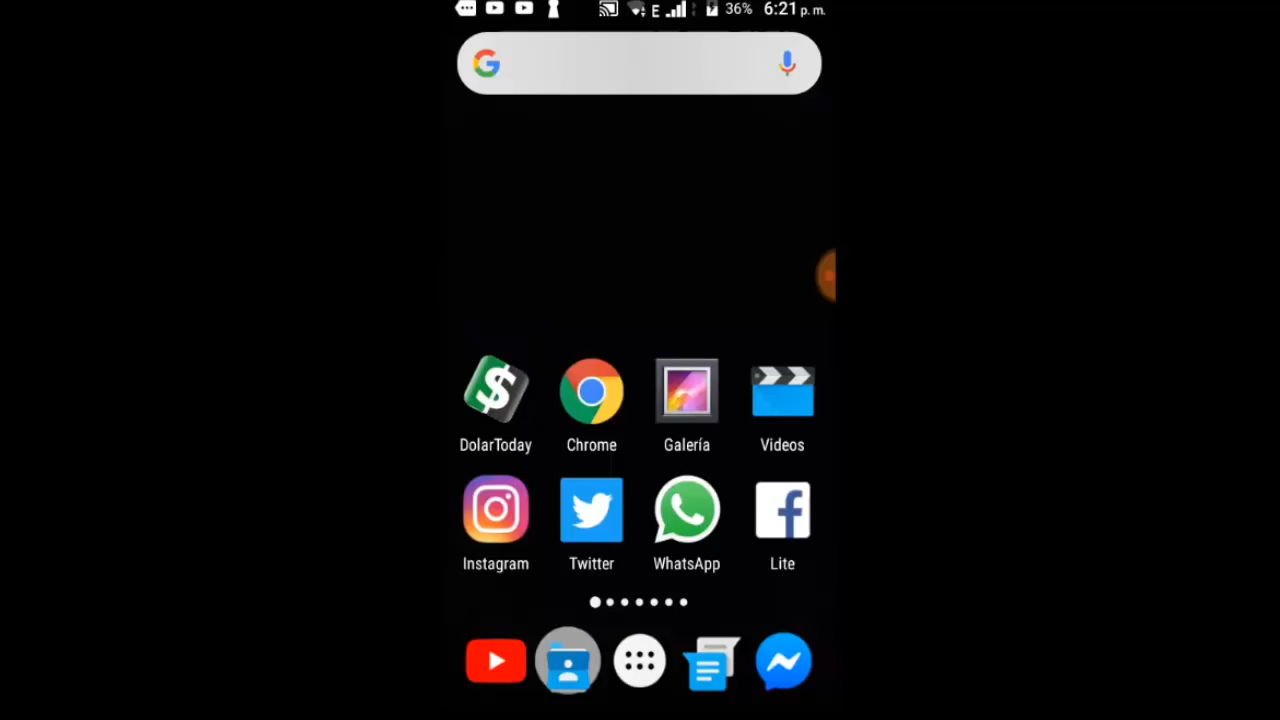 E 36% 6:21 p. m.
DolarToday Chrome Galería Videos
Instagram Twitter WhatsApp Lite